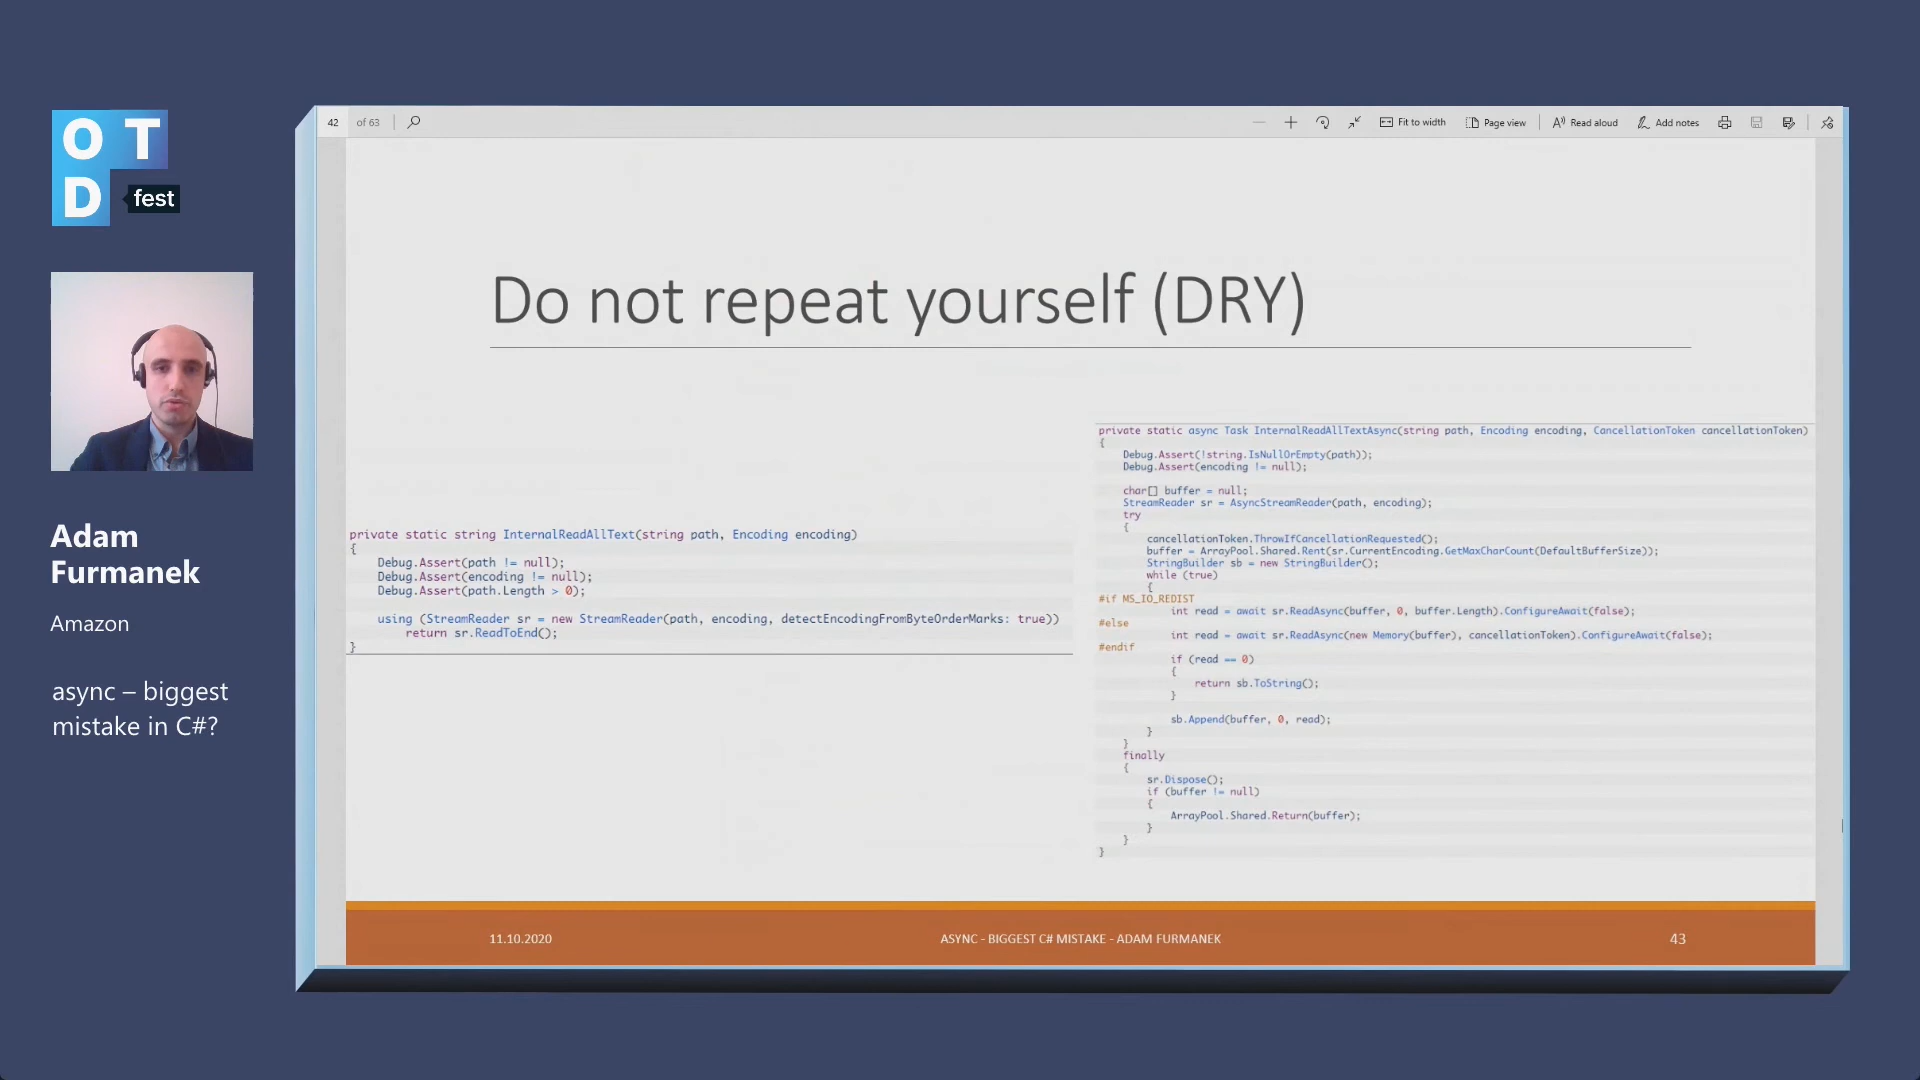 O T
D fest
Adam
Furmanek
Amazon
async – biggest
mistake in C#?
42 of 63
Fit to width
Page view
Read aloud
Add notes
Do not repeat yourself (DRY)
private static string InternalReadAllText(string path, Encoding encoding)
{
Debug.Assert(path != null);
Debug.Assert(encoding != null);
Debug.Assert(path.Length > 0);
using (StreamReader sr = new StreamReader(path, encoding, detectEncodingFromByteOrderMarks: true))
return sr.ReadToEnd();
}
private static async Task InternalReadAllTextAsync(string path, Encoding encoding, CancellationToken cancellationToken)
{
Debug.Assert(!string.IsNullOrEmpty(path));
Debug.Assert(encoding != null);
char[] buffer = null;
StreamReader sr = AsyncStreamReader(path, encoding);
try
{
cancellationToken.ThrowIfCancellationRequested();
buffer = ArrayPool.Shared.Rent(sr.CurrentEncoding.GetMaxCharCount(DefaultBufferSize));
StringBuilder sb = new StringBuilder();
while (true)
{
#if MS_IO_REDIST
int read = await sr.ReadAsync(buffer, 0, buffer.Length).ConfigureAwait(false);
#else
int read = await sr.ReadAsync(new Memory(buffer), cancellationToken).ConfigureAwait(false);
#endif
if (read == 0)
{
return sb.ToString();
}
sb.Append(buffer, 0, read);
}
}
finally
{
sr.Dispose();
if (buffer != null)
{
ArrayPool.Shared.Return(buffer);
}
}
}
11.10.2020
ASYNC - BIGGEST C# MISTAKE - ADAM FURMANEK
43